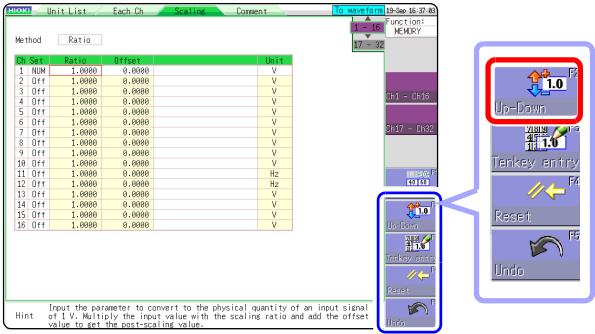 HIOKI Unit List Each Ch Scaling Comment To waveform 19-Sep 16:37:03
1 - 16 Function:
MEMORY
17 - 32
Method Ratio
Ch Set Ratio Offset Unit
1 NUM 1.0000 0.0000 V
2 Off 1.0000 0.0000 V
3 Off 1.0000 0.0000 V
4 Off 1.0000 0.0000 V
5 Off 1.0000 0.0000 V
6 Off 1.0000 0.0000 V
7 Off 1.0000 0.0000 V
8 Off 1.0000 0.0000 V
9 Off 1.0000 0.0000 V
10 Off 1.0000 0.0000 V
11 Off 1.0000 0.0000 Hz
12 Off 1.0000 0.0000 Hz
13 Off 1.0000 0.0000 V
14 Off 1.0000 0.0000 V
15 Off 1.0000 0.0000 V
16 Off 1.0000 0.0000 V
Ch1 - Ch16
Ch17 - Ch32
1.0
Up-Down
1.0
Tenkey entry
Reset
Undo
Hint Input the parameter to convert to the physical quantity of an input signal
of 1 V. Multiply the input value with the scaling ratio and add the offset
value to get the post-scaling value.
F2
1.0
Up-Down
1.0
Tenkey entry
F4
Reset
F5
Undo